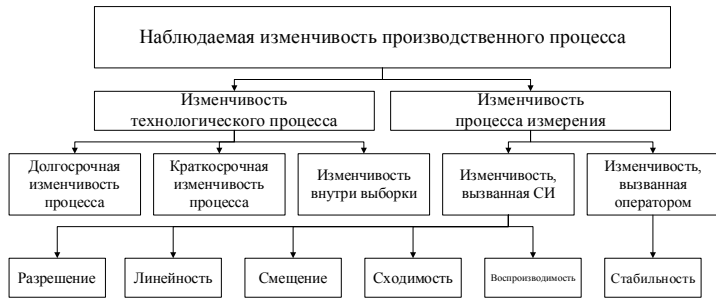 Наблюдаемая изменчивость производственного процесса
Изменчивость
технологического процесса
Изменчивость
процесса измерения
Долгосрочная
изменчивость
процесса
Краткосрочная
изменчивость
процесса
Изменчивость
внутри выборки
Изменчивость,
вызванная СИ
Изменчивость,
вызванная
оператором
Разрешение
Линейность
Смещение
Сходимость
Воспроизводимость
Стабильность